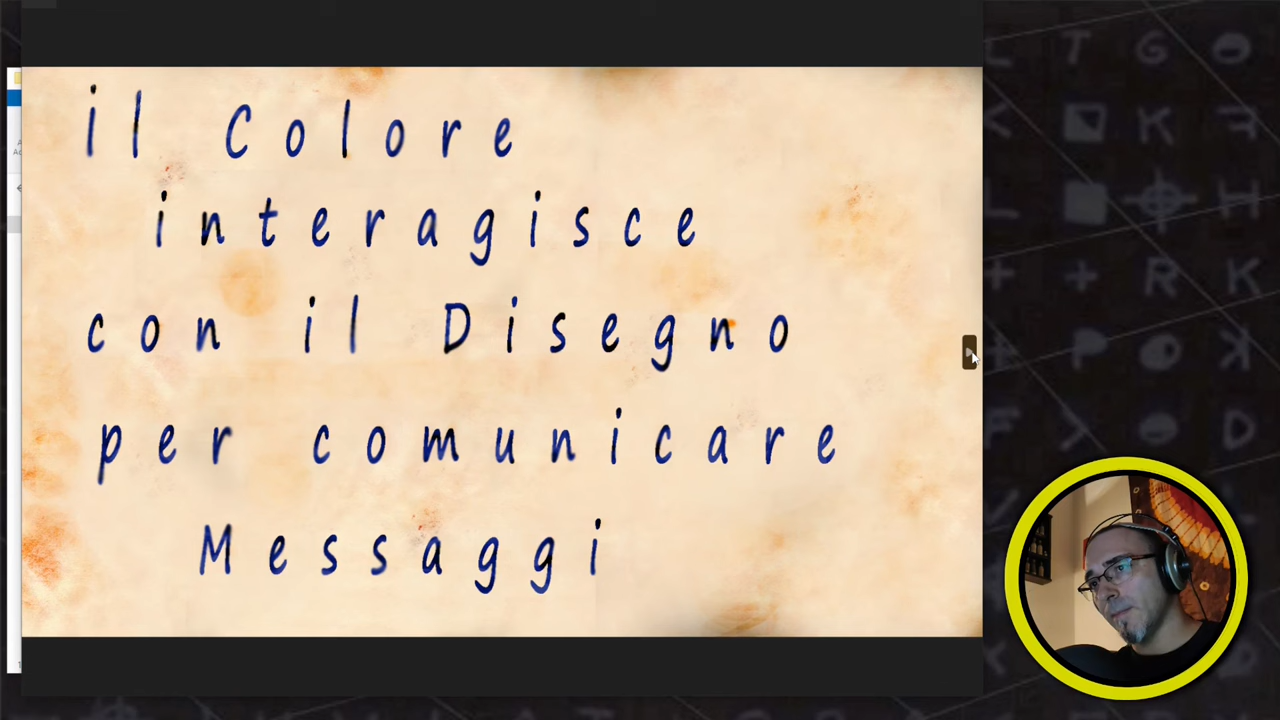 il Colore
interagisce
con il Disegno
per comunicare
Messaggi